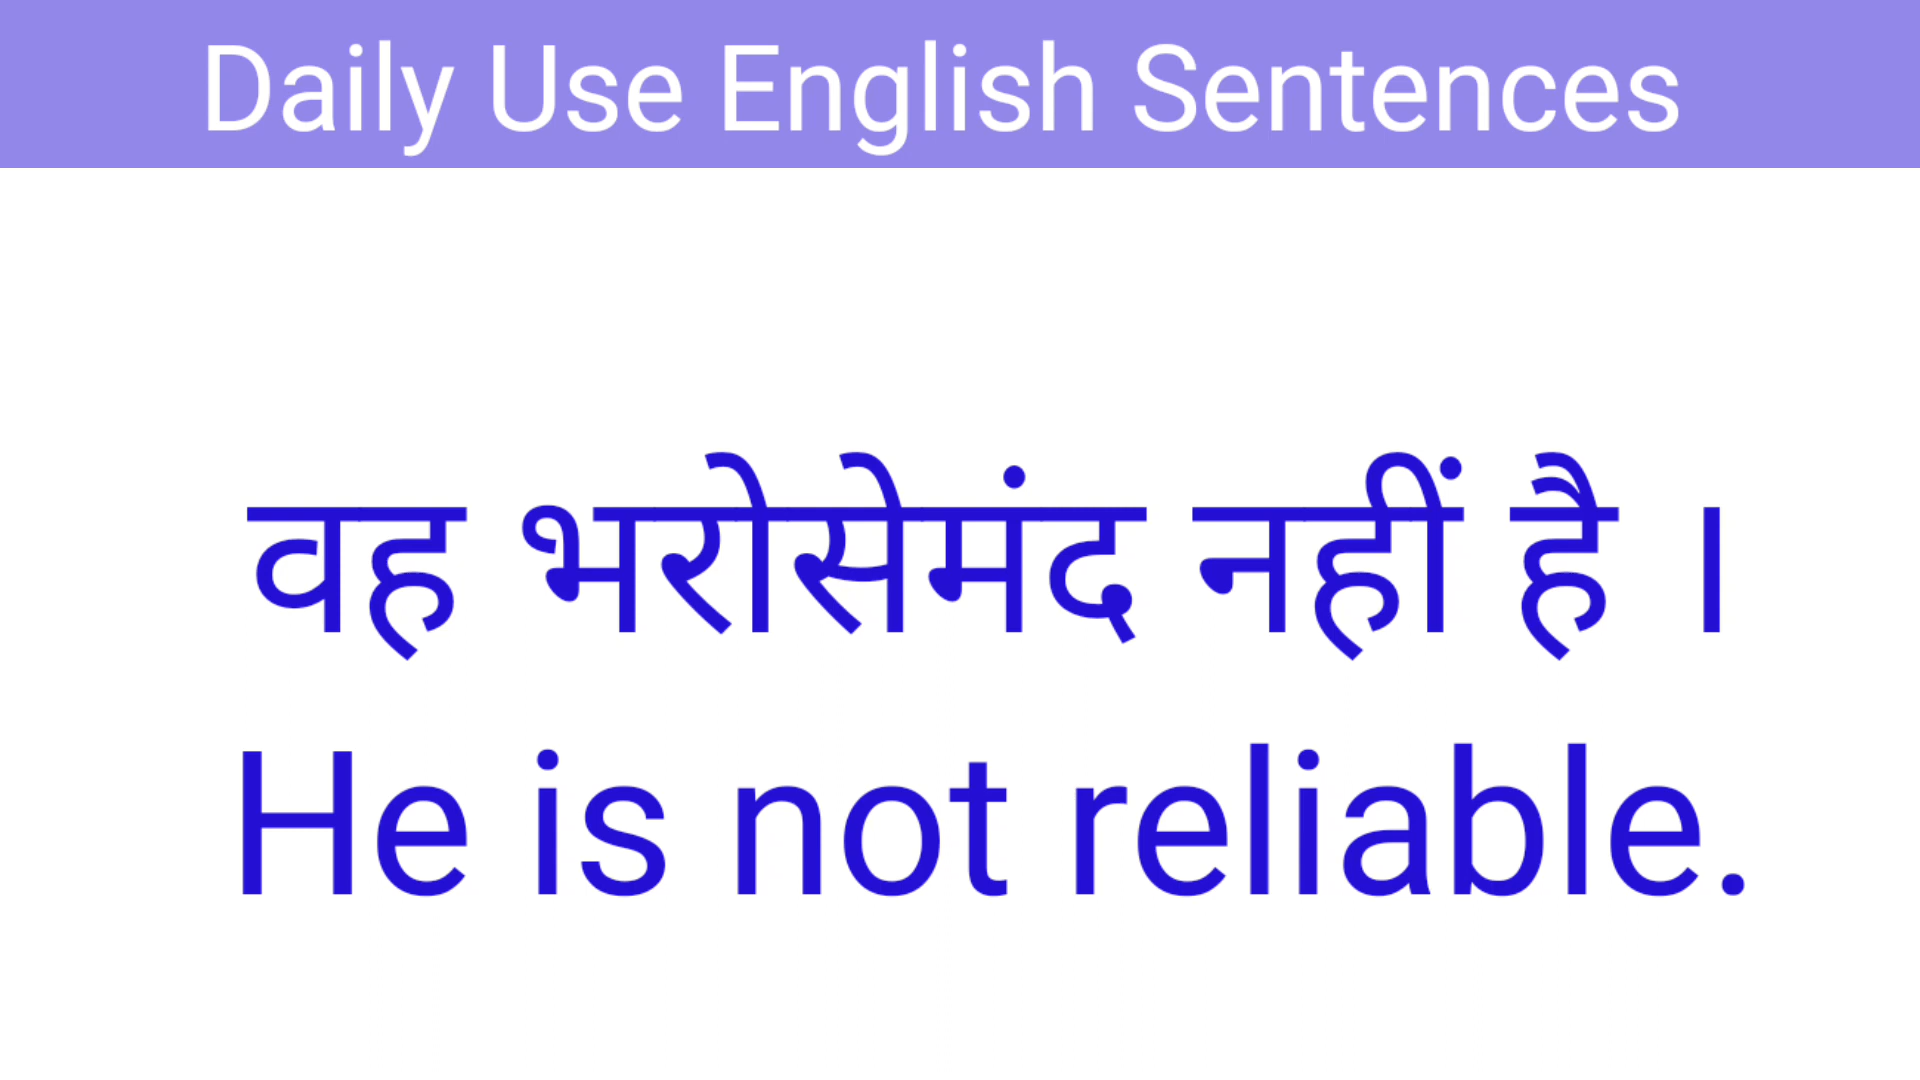 Daily Use English Sentences
वह भरोसेमंद नहीं है ।
He is not reliable.